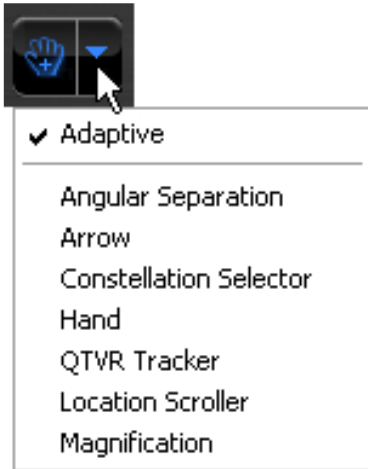 Adaptive
Angular Separation
Arrow
Constellation Selector
Hand
QTVR Tracker
Location Scroller
Magnification